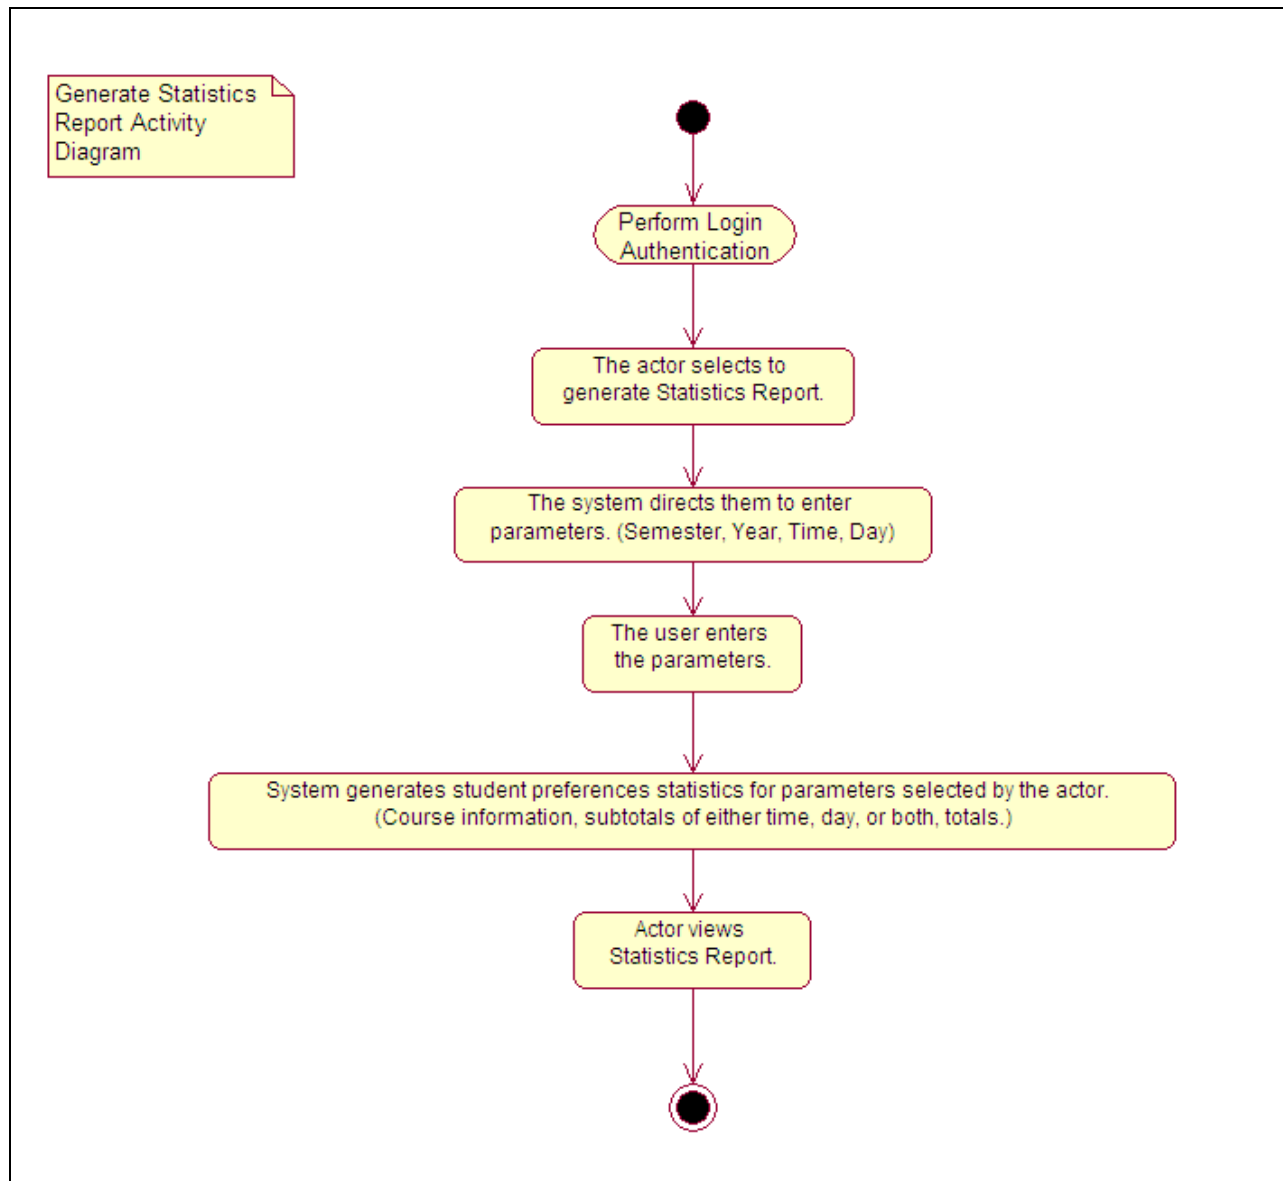 Generate Statistics
Report Activity
Diagram
Perform Login
Authentication
The actor selects to
generate Statistics Report.
The system directs them to enter
parameters. (Semester, Year, Time, Day)
The user enters
the parameters.
System generates student preferences statistics for parameters selected by the actor.
(Course information, subtotals of either time, day, or both, totals.)
Actor views
Statistics Report.